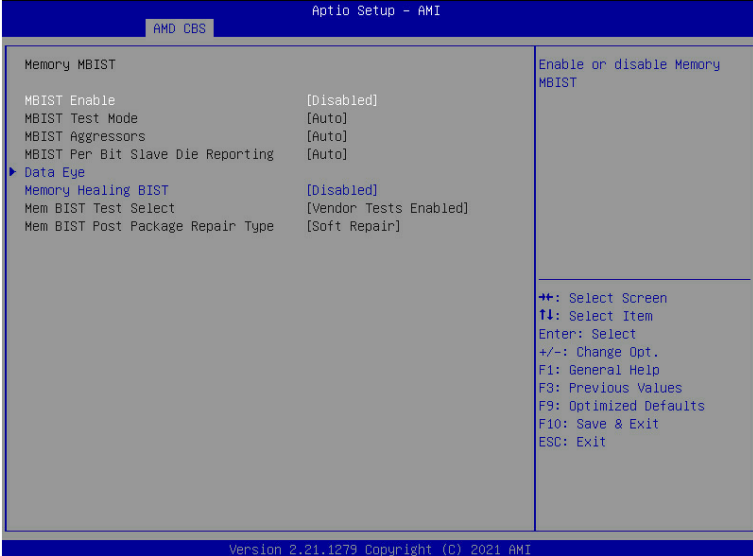 Aptio Setup – AMI
AMD CBS
Memory MBIST
MBIST Enable [Disabled]
MBIST Test Mode [Auto]
MBIST Aggressors [Auto]
MBIST Per Bit Slave Die Reporting [Auto]
Data Eye
Memory Healing BIST [Disabled]
Mem BIST Test Select [Vendor Tests Enabled]
Mem BIST Post Package Repair Type [Soft Repair]
Enable or disable Memory
MBIST
→←: Select Screen
↑↓: Select Item
Enter: Select
+/-: Change Opt.
F1: General Help
F3: Previous Values
F9: Optimized Defaults
F10: Save & Exit
ESC: Exit
Version 2.21.1279 Copyright (C) 2021 AMI